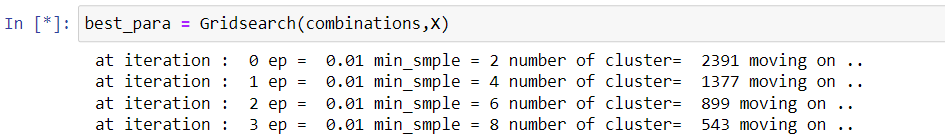 In [*]: best_para = Gridsearch(combinations,X)
at iteration :  0 ep =  0.01 min_smple = 2 number of cluster=  2391 moving on ..
at iteration :  1 ep =  0.01 min_smple = 4 number of cluster=  1377 moving on ..
at iteration :  2 ep =  0.01 min_smple = 6 number of cluster=  899 moving on ..
at iteration :  3 ep =  0.01 min_smple = 8 number of cluster=  543 moving on ..